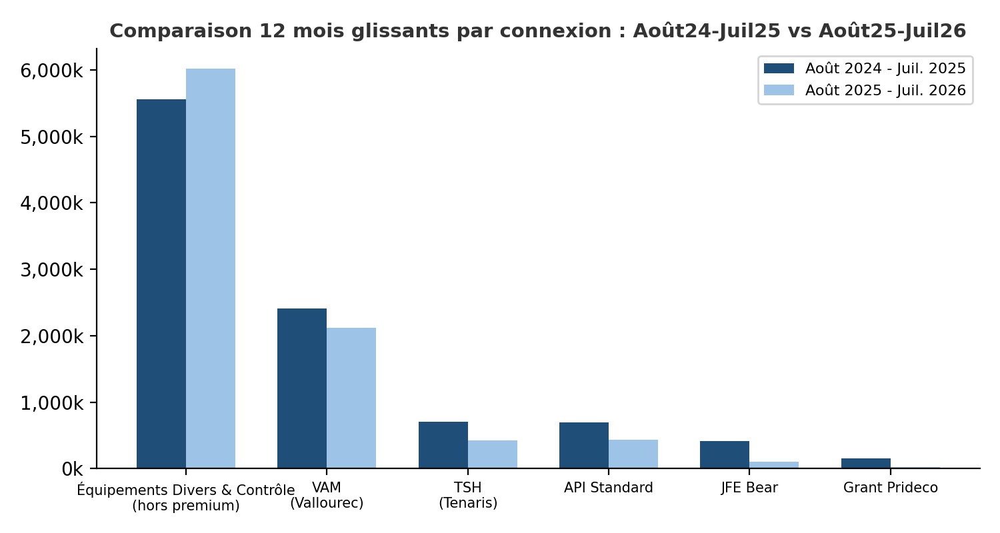 Comparaison 12 mois glissants par connexion : Août24-Juil25 vs Août25-Juil26
Août 2024 - Juil. 2025
Août 2025 - Juil. 2026
6,000k
5,000k
4,000k
3,000k
2,000k
1,000k
0k
Équipements Divers & Contrôle
(hors premium)
VAM
(Vallourec)
TSH
(Tenaris)
API Standard
JFE Bear
Grant Prideco